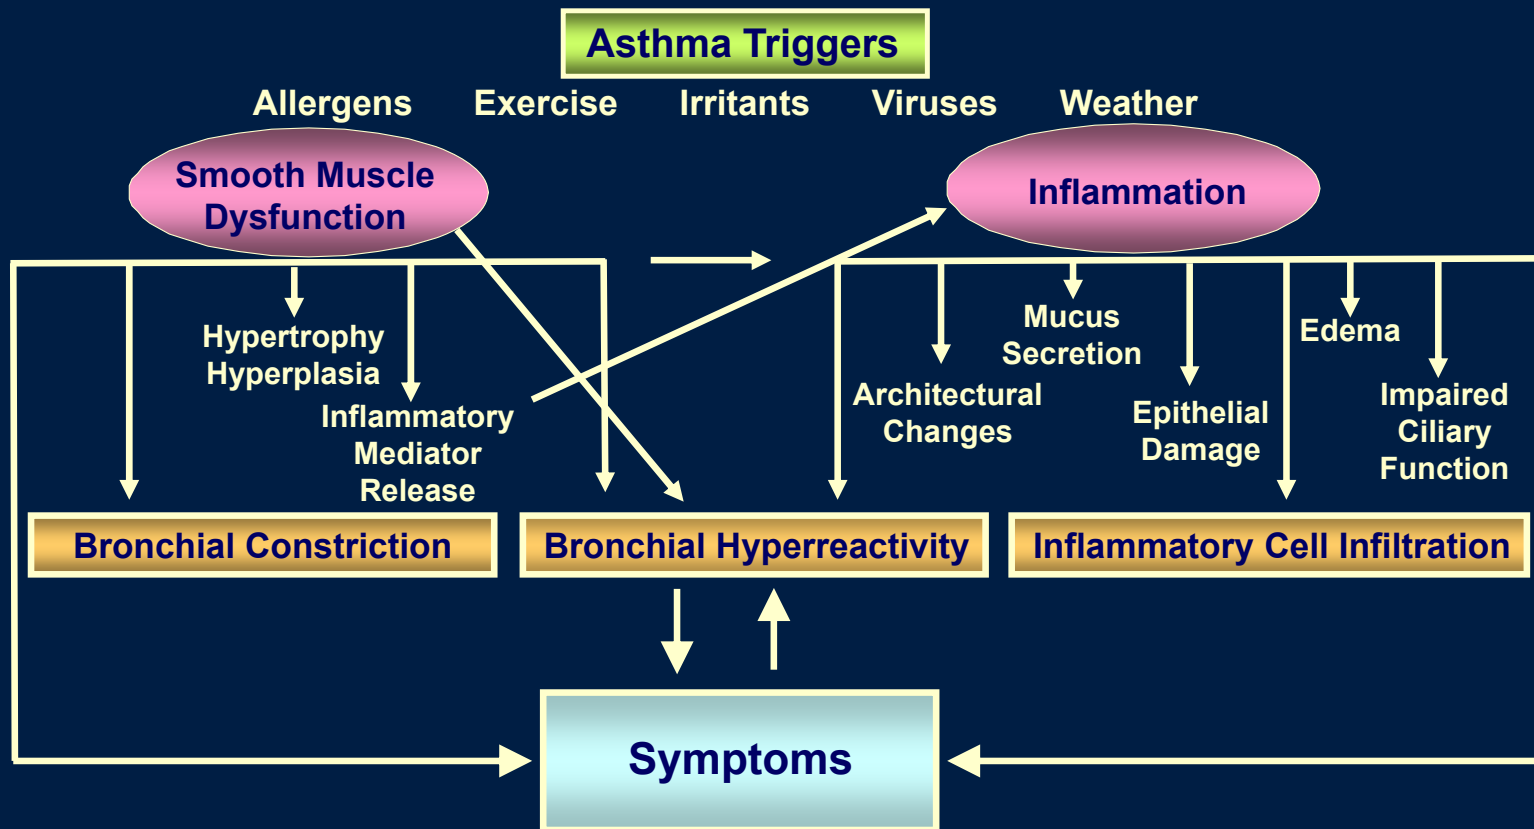 Asthma Triggers
Allergens Exercise Irritants Viruses Weather
Smooth Muscle
Dysfunction
Inflammation
Hypertrophy
Hyperplasia
Inflammatory
Mediator
Release
Architectural
Changes
Mucus
Secretion
Epithelial
Damage
Edema
Impaired
Ciliary
Function
Bronchial Constriction
Bronchial Hyperreactivity
Inflammatory Cell Infiltration
Symptoms